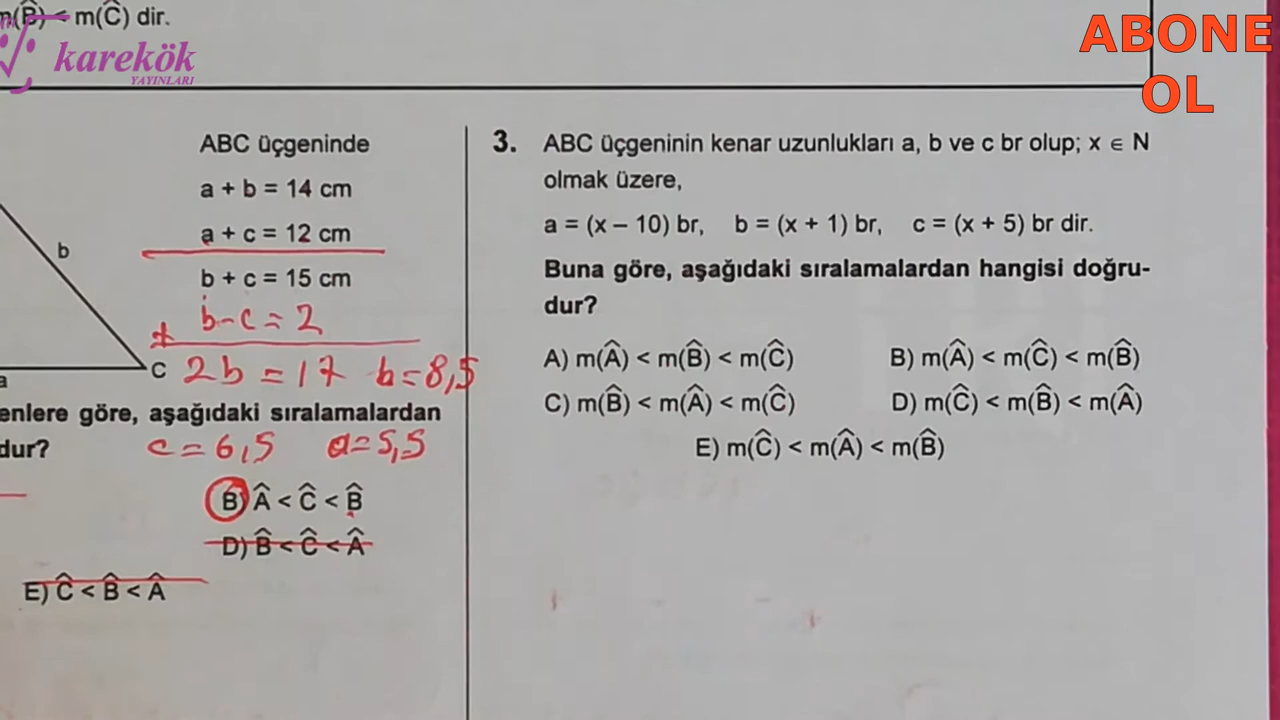 m(B̂) < m(Ĉ) dir.
karekök
YAYINLARI
ABONE
OL
ABC üçgeninde
a + b = 14 cm
a + c = 12 cm
b + c = 15 cm
b - c = 2
+
2b = 17 b = 8,5
b
C
a
enlere göre, aşağıdaki sıralamalardan
dur?
c = 6,5 a = 5,5
B) Â < Ĉ < B̂
D) B̂ < Ĉ < Â
E) Ĉ < B̂ < Â
3. ABC üçgeninin kenar uzunlukları a, b ve c br olup; x ∈ N
olmak üzere,
a = (x – 10) br, b = (x + 1) br, c = (x + 5) br dir.
Buna göre, aşağıdaki sıralamalardan hangisi doğru-
dur?
A) m(Â) < m(B̂) < m(Ĉ) B) m(Â) < m(Ĉ) < m(B̂)
C) m(B̂) < m(Â) < m(Ĉ) D) m(Ĉ) < m(B̂) < m(Â)
E) m(Ĉ) < m(Â) < m(B̂)